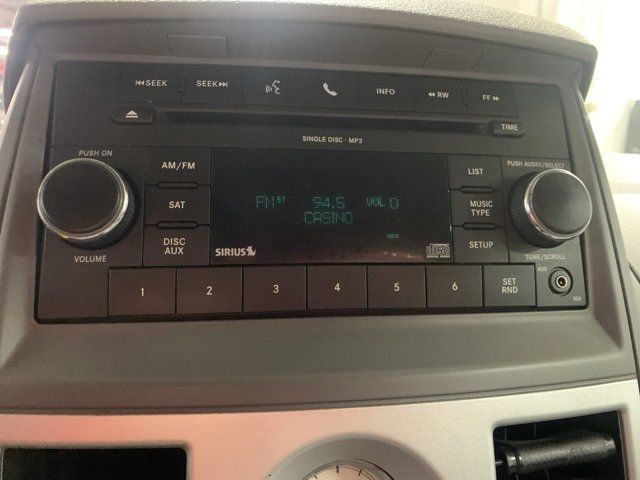 SEEK SEEK INFO RW FF
TIME
SINGLE DISC · MP3
PUSH ON
PUSH AUDIO/SELECT
AM/FM
LIST
FM ST 94.5 VOL 0
SAT
MUSIC
TYPE
CASINO
INFO
DISC
AUX
SETUP
SIRIUS
disc
VOLUME
TUNE/SCROLL
1 2 3 4 5 6
SET
RND
AUX